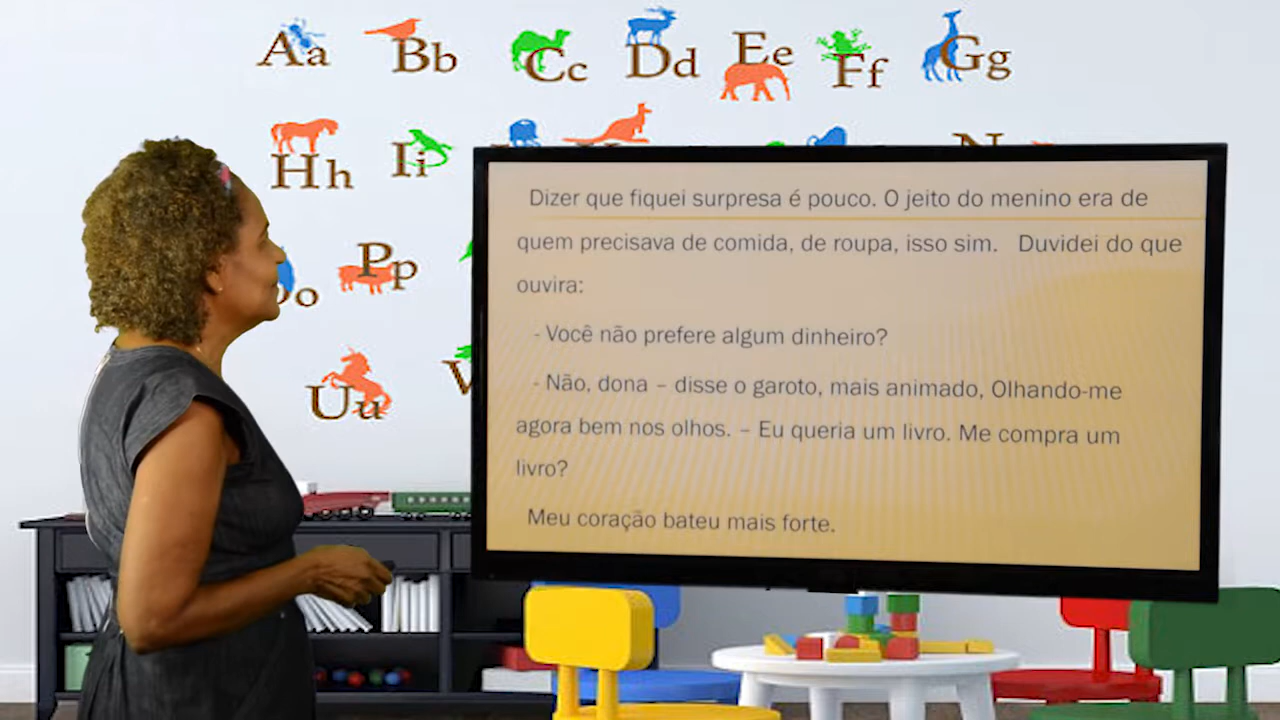 Aa Bb Cc Dd Ee Ff Gg
Hh Ii N
Pp
Uu V
Dizer que fiquei surpresa é pouco. O jeito do menino era de
quem precisava de comida, de roupa, isso sim. Duvidei do que
ouvira:
- Você não prefere algum dinheiro?
- Não, dona – disse o garoto, mais animado, Olhando-me
agora bem nos olhos. – Eu queria um livro. Me compra um
livro?
Meu coração bateu mais forte.